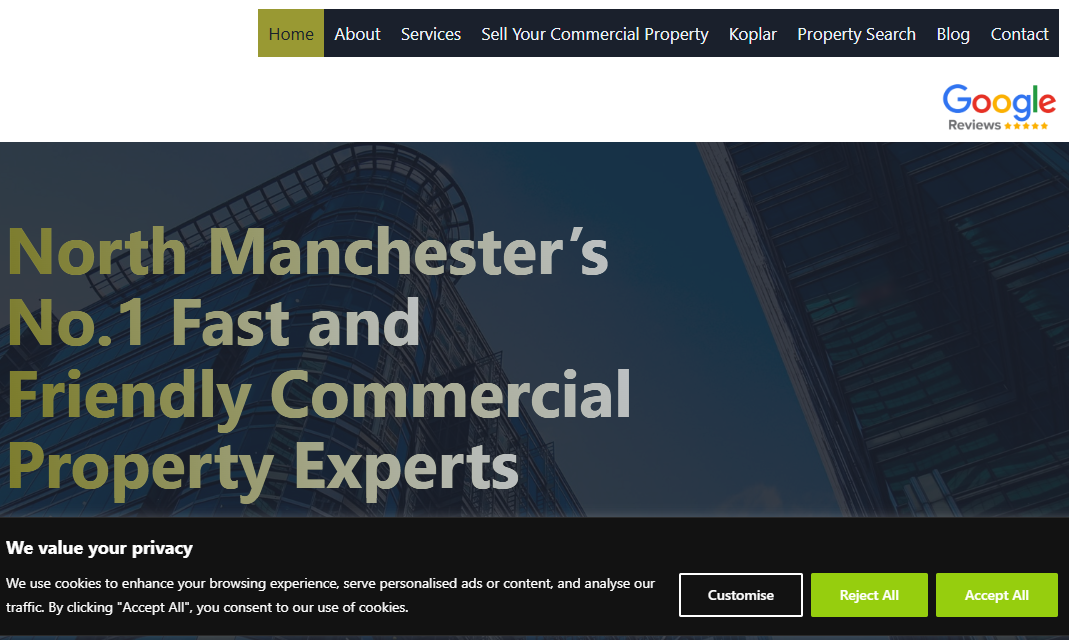 Home About Services Sell Your Commercial Property Koplar Property Search Blog Contact
Google
Reviews
North Manchester’s
No.1 Fast and
Friendly Commercial
Property Experts
We value your privacy
We use cookies to enhance your browsing experience, serve personalised ads or content, and analyse our
traffic. By clicking "Accept All", you consent to our use of cookies.
Customise Reject All Accept All